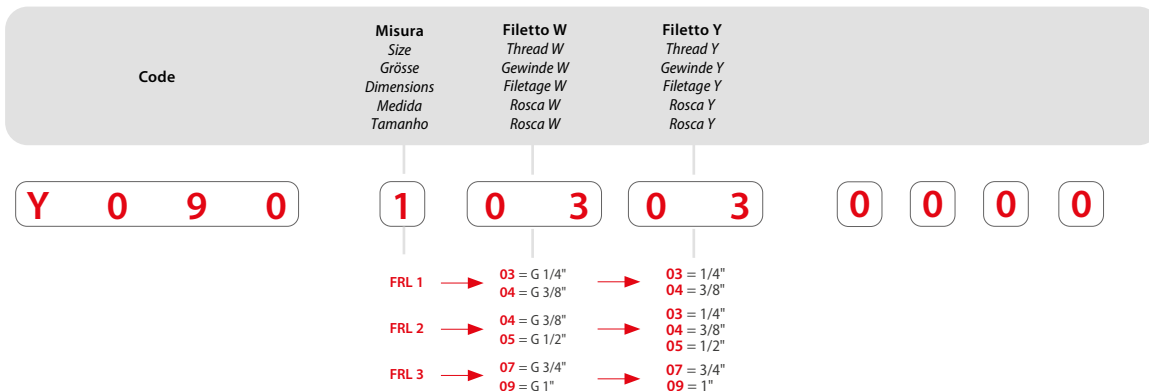 Code
Misura
Size
Grösse
Dimensions
Medida
Tamanho
Filetto W
Thread W
Gewinde W
Filetage W
Rosca W
Rosca W
Filetto Y
Thread Y
Gewinde Y
Filetage Y
Rosca Y
Rosca Y
Y 0 9 0 1 0 3 0 3 0 0 0 0
FRL 1
03 = G 1/4"
04 = G 3/8"
03 = 1/4"
04 = 3/8"
FRL 2
04 = G 3/8"
05 = G 1/2"
03 = 1/4"
04 = 3/8"
05 = 1/2"
FRL 3
07 = G 3/4"
09 = G 1"
07 = 3/4"
09 = 1"